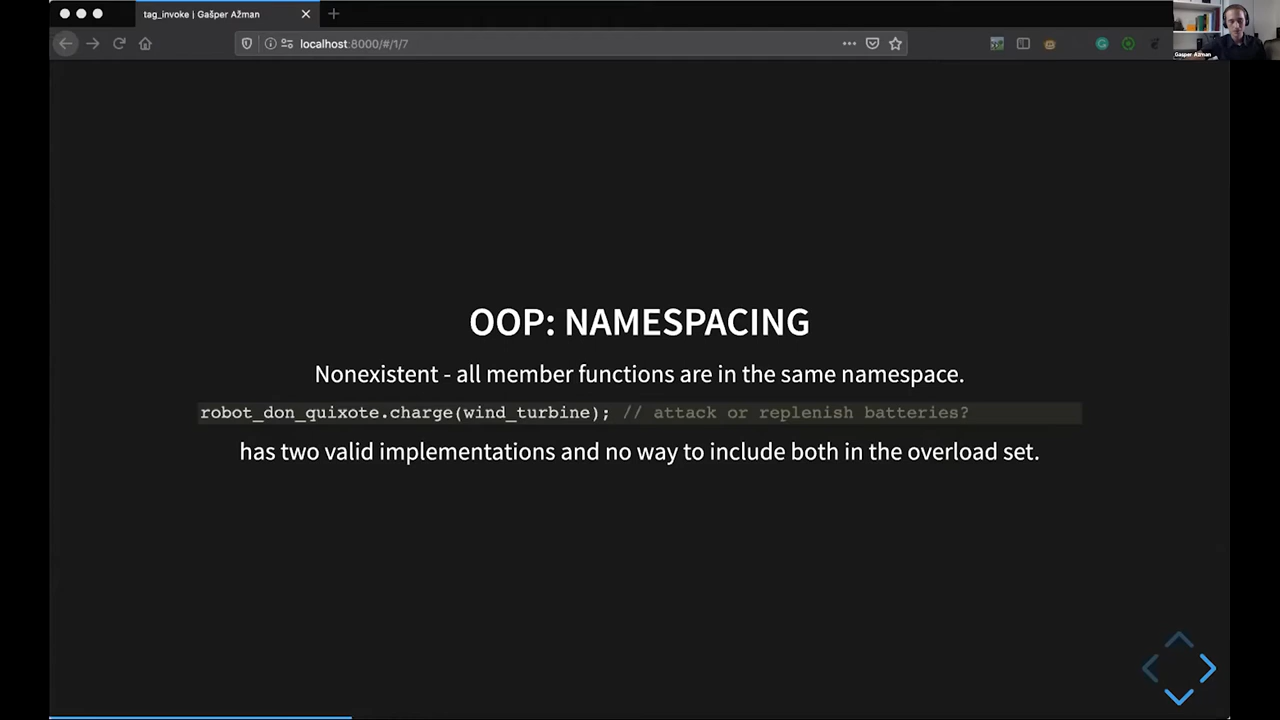 tag_invoke | Gašper Ažman
localhost:8000/#/1/7
Gašper Ažman
OOP: NAMESPACING
Nonexistent - all member functions are in the same namespace.
robot_don_quixote.charge(wind_turbine); // attack or replenish batteries?
has two valid implementations and no way to include both in the overload set.